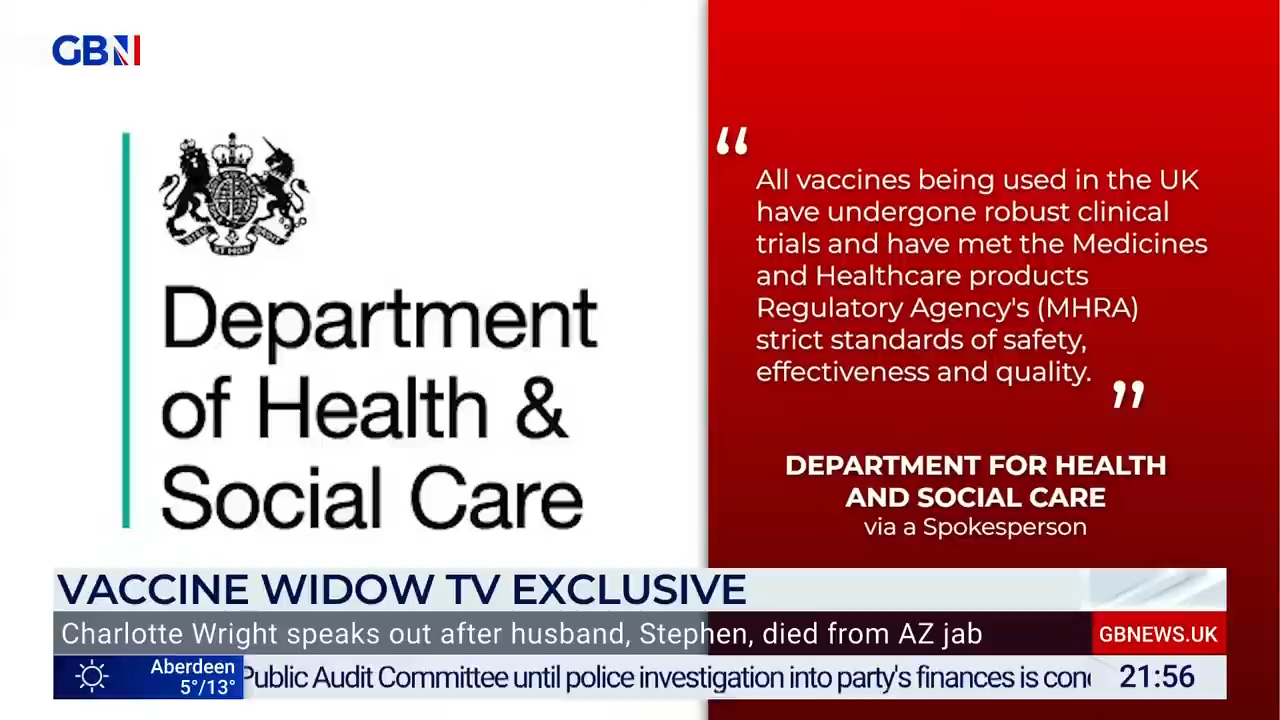 GBN
Department
of Health &
Social Care
“
All vaccines being used in the UK
have undergone robust clinical
trials and have met the Medicines
and Healthcare products
Regulatory Agency's (MHRA)
strict standards of safety,
effectiveness and quality.
”
DEPARTMENT FOR HEALTH
AND SOCIAL CARE
via a Spokesperson
VACCINE WIDOW TV EXCLUSIVE
Charlotte Wright speaks out after husband, Stephen, died from AZ jab
GBNEWS.UK
Aberdeen
5°/13°
Public Audit Committee until police investigation into party's finances is
21:56